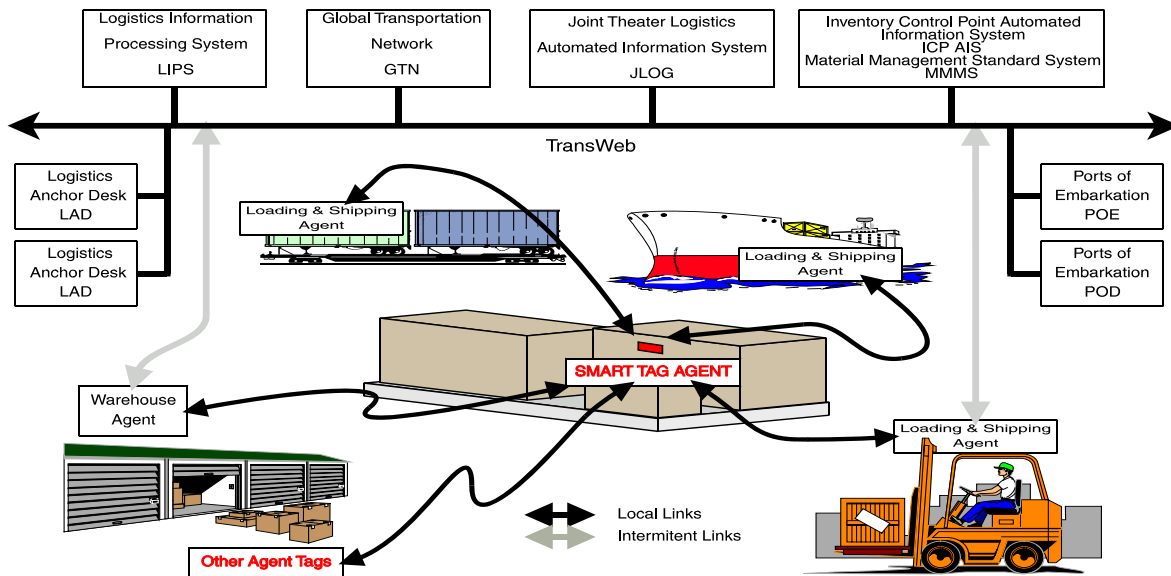 Logistics Information
Processing System
LIPS
Global Transportation
Network
GTN
Joint Theater Logistics
Automated Information System
JLOG
Inventory Control Point Automated
Information System
ICP AIS
Material Management Standard System
MMMS
TransWeb
Logistics
Anchor Desk
LAD
Logistics
Anchor Desk
LAD
Ports of
Embarkation
POE
Ports of
Embarkation
POD
Loading & Shipping
Agent
Loading & Shipping
Agent
SMART TAG AGENT
Warehouse
Agent
Loading & Shipping
Agent
Local Links
Intermitent Links
Other Agent Tags